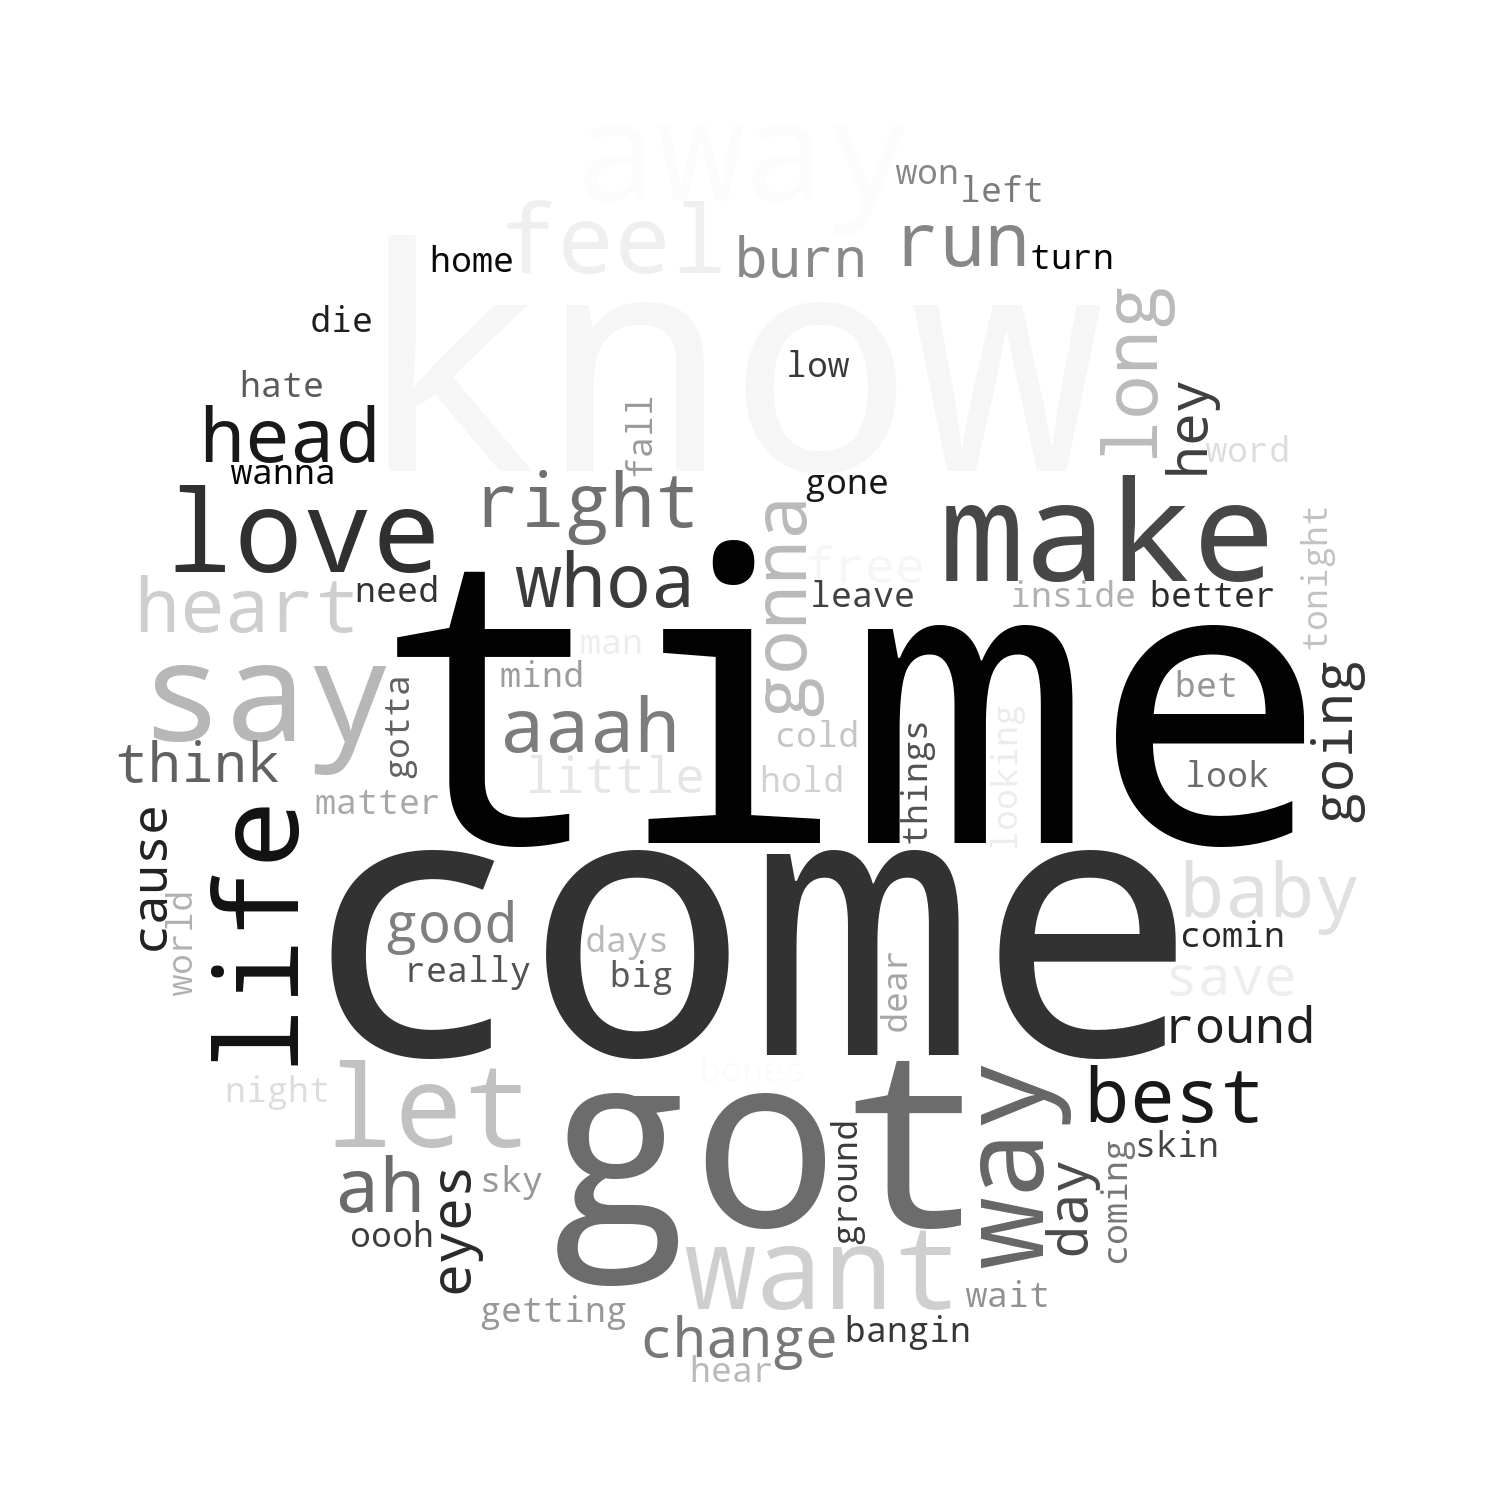 away
won
left
feel
burn
run
turn
home
know
die
low
long
hate
head
fall
hey
word
wanna
right
gone
love
make
gonna
whoa
free
tonight
heart
need
leave
inside
better
time
man
say
mind
bet
going
gotta
aaah
cold
think
little
hold
things
looking
look
matter
life
cause
come
world
good
days
baby
really
big
dear
comin
save
round
night
let
bones
got
way
best
ah
eyes
sky
ground
day
coming
skin
oooh
want
getting
wait
change
bangin
hear